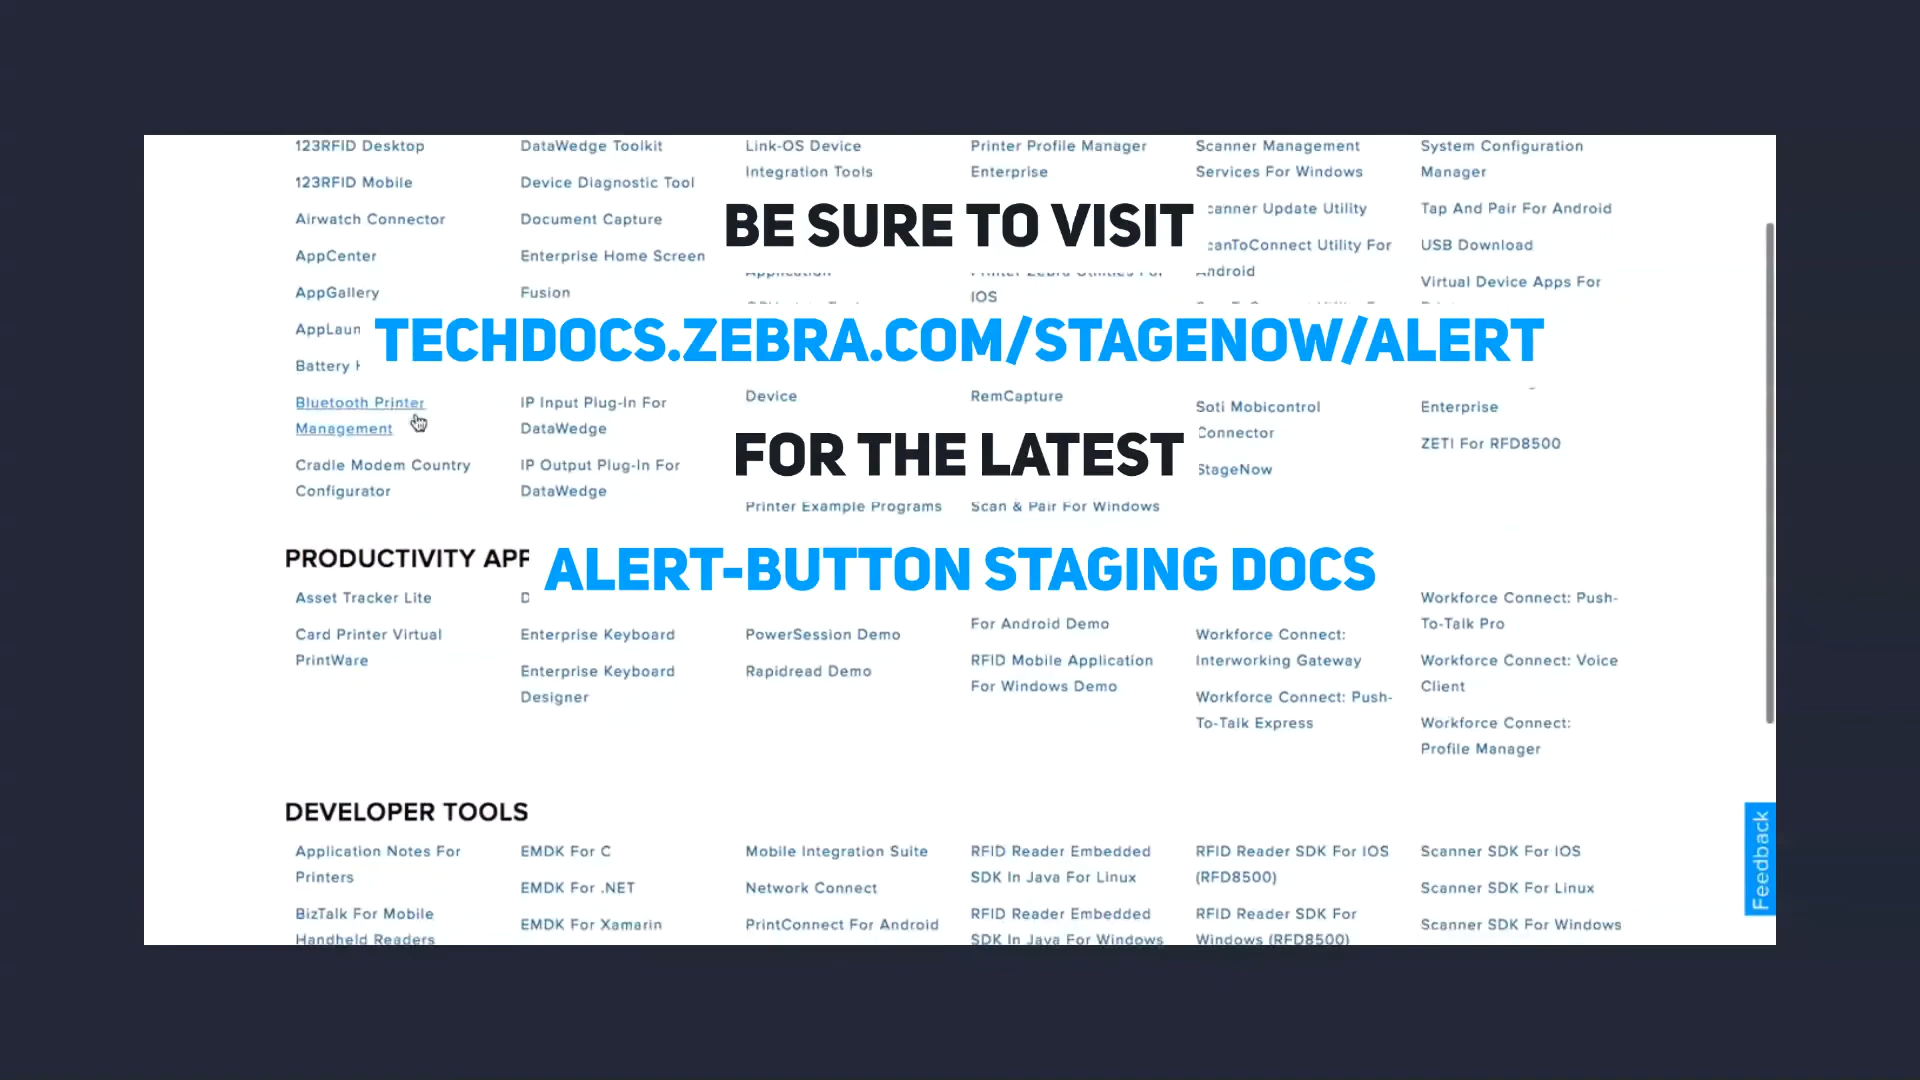 123RFID Desktop
DataWedge Toolkit
Link-OS Device
Integration Tools
Printer Profile Manager
Enterprise
Scanner Management
Services For Windows
System Configuration
Manager
123RFID Mobile
Device Diagnostic Tool
Airwatch Connector
Document Capture
BE SURE TO VISIT
canner Update Utility
Tap And Pair For Android
AppCenter
Enterprise Home Screen
canToConnect Utility For
Android
USB Download
AppGallery
Fusion
Application
IOS
Virtual Device Apps For
TECHDOCS.ZEBRA.COM/STAGENOW/ALERT
Battery
Bluetooth Printer
Management
IP Input Plug-In For
DataWedge
Device
RemCapture
Soti Mobicontrol
Connector
Enterprise
Cradle Modem Country
Configurator
IP Output Plug-In For
DataWedge
FOR THE LATEST
StageNow
ZETI For RFD8500
Printer Example Programs
Scan & Pair For Windows
PRODUCTIVITY APP
ALERT-BUTTON STAGING DOCS
Asset Tracker Lite
D
For Android Demo
Workforce Connect: Push-
To-Talk Pro
Card Printer Virtual
PrintWare
Enterprise Keyboard
PowerSession Demo
Workforce Connect:
Interworking Gateway
Enterprise Keyboard
Designer
Rapidread Demo
RFID Mobile Application
For Windows Demo
Workforce Connect: Push-
To-Talk Express
Workforce Connect: Voice
Client
Workforce Connect:
Profile Manager
DEVELOPER TOOLS
Application Notes For
Printers
EMDK For C
Mobile Integration Suite
RFID Reader Embedded
SDK In Java For Linux
RFID Reader SDK For IOS
(RFD8500)
Scanner SDK For IOS
EMDK For .NET
Network Connect
Scanner SDK For Linux
BizTalk For Mobile
Handheld Readers
EMDK For Xamarin
PrintConnect For Android
RFID Reader Embedded
SDK In Java For Windows
RFID Reader SDK For
Windows (RFD8500)
Scanner SDK For Windows
Feedback